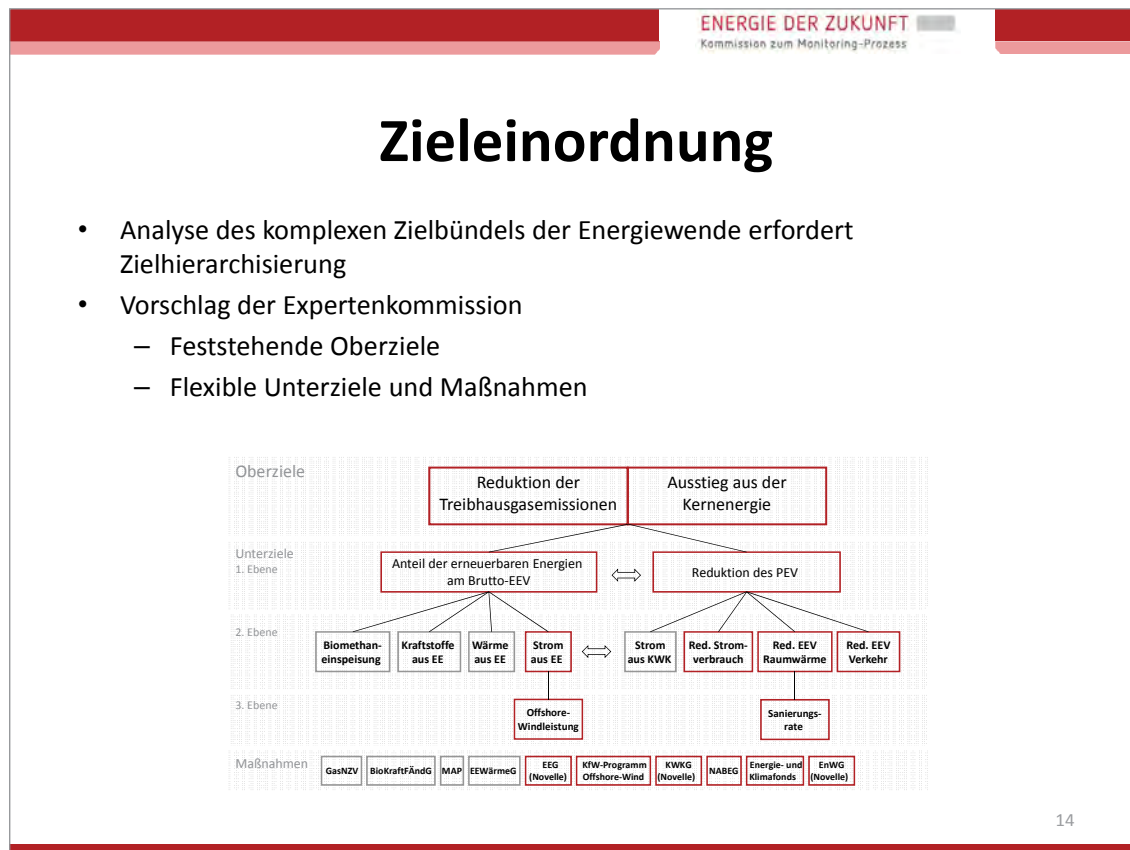 ENERGIE DER ZUKUNFT
Kommission zum Monitoring-Prozess
Zieleinordnung
• Analyse des komplexen Zielbündels der Energiewende erfordert
Zielhierarchisierung
• Vorschlag der Expertenkommission
– Feststehende Oberziele
– Flexible Unterziele und Maßnahmen
Oberziele
Reduktion der
Treibhausgasemissionen
Ausstieg aus der
Kernenergie
Unterziele
1. Ebene
Anteil der erneuerbaren Energien
am Brutto-EEV
Reduktion des PEV
2. Ebene
Biomethan-
einspeisung
Kraftstoffe
aus EE
Wärme
aus EE
Strom
aus EE
Strom
aus KWK
Red. Strom-
verbrauch
Red. EEV
Raumwärme
Red. EEV
Verkehr
3. Ebene
Offshore-
Windleistung
Sanierungs-
rate
Maßnahmen
GasNZV
BioKraftFÄndG
MAP
EEWärmeG
EEG
(Novelle)
KfW-Programm
Offshore-Wind
KWKG
(Novelle)
NABEG
Energie- und
Klimafonds
EnWG
(Novelle)
14